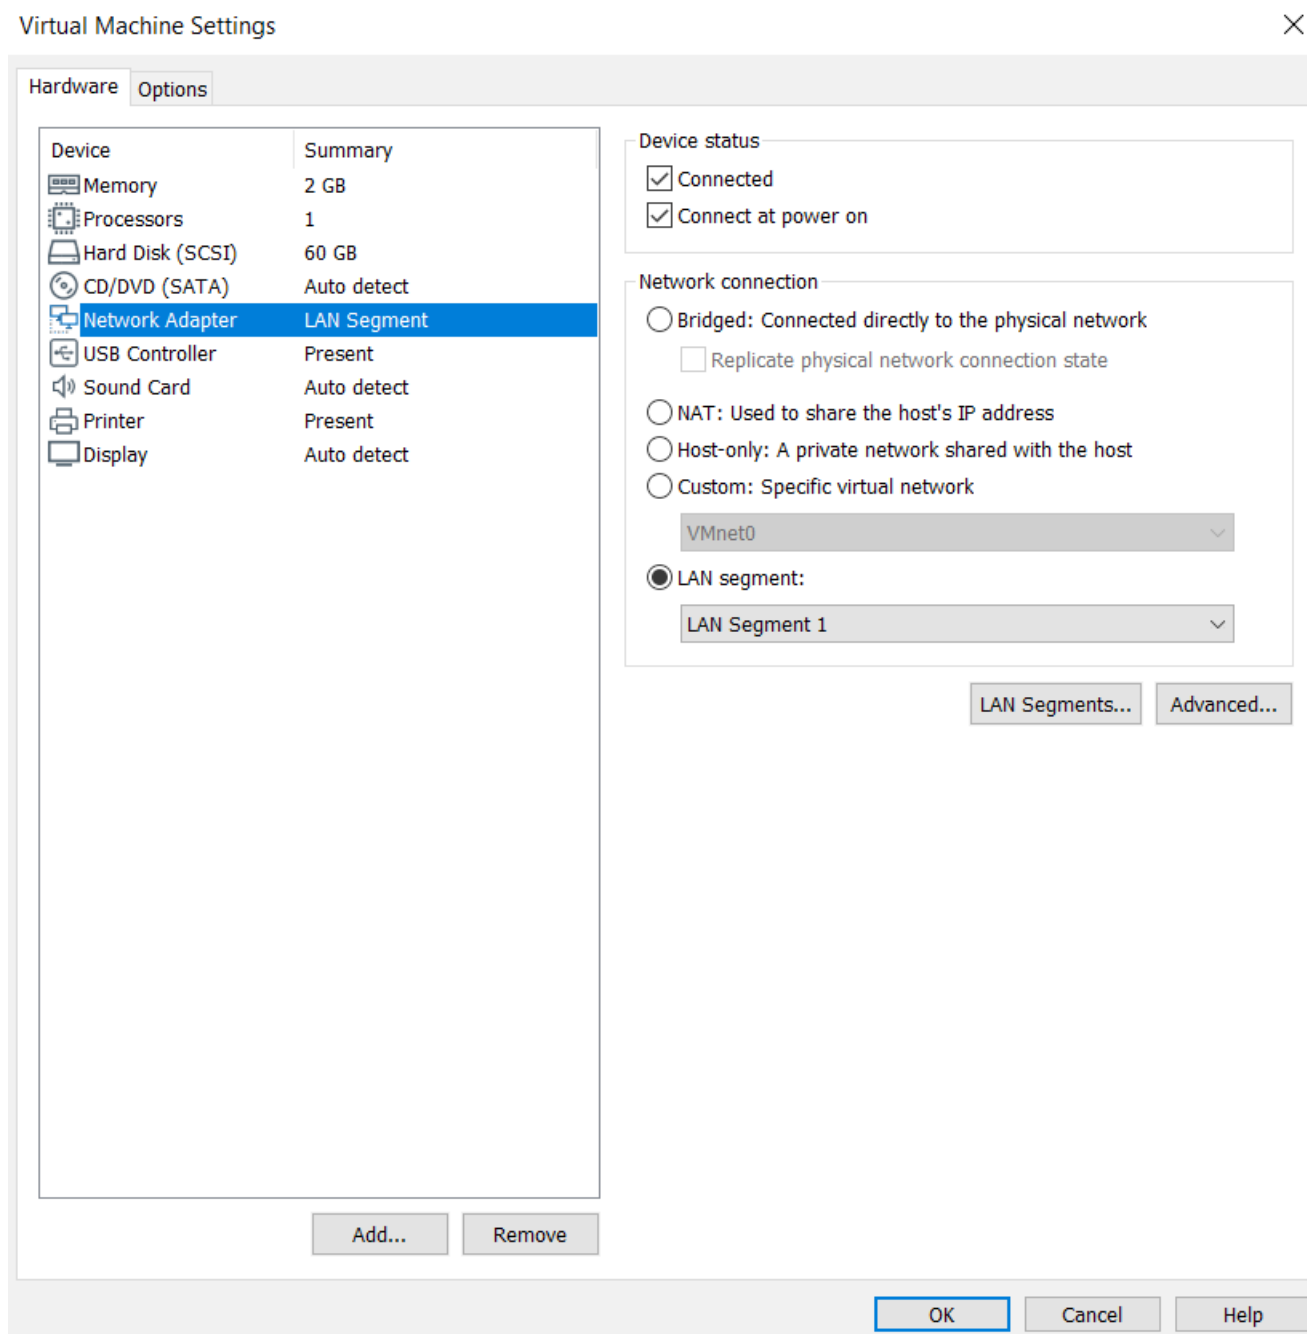 Virtual Machine Settings
Hardware Options
Device Summary
Memory 2 GB
Processors 1
Hard Disk (SCSI) 60 GB
CD/DVD (SATA) Auto detect
Network Adapter LAN Segment
USB Controller Present
Sound Card Auto detect
Printer Present
Display Auto detect
Add... Remove
Device status
Connected
Connect at power on
Network connection
Bridged: Connected directly to the physical network
Replicate physical network connection state
NAT: Used to share the host's IP address
Host-only: A private network shared with the host
Custom: Specific virtual network
VMnet0
LAN segment:
LAN Segment 1
LAN Segments... Advanced...
OK Cancel Help